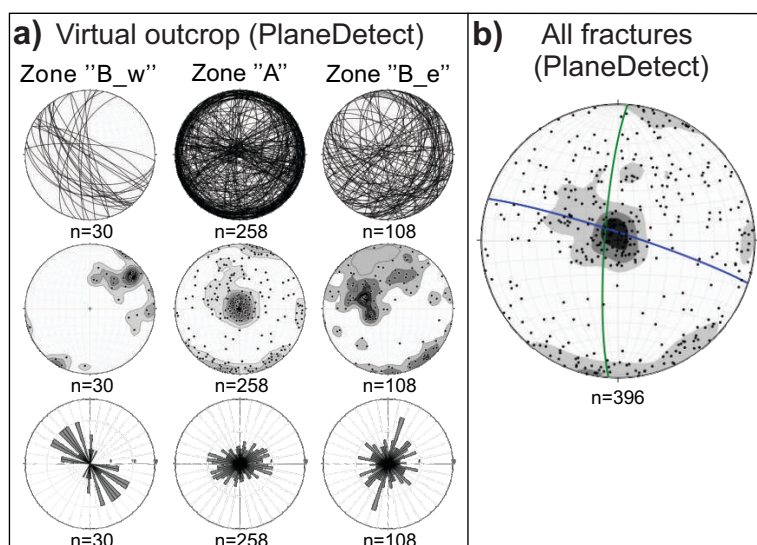 a) Virtual outcrop (PlaneDetect)
Zone "B_w" Zone "A" Zone "B_e"
n=30 n=258 n=108
n=30 n=258 n=108
n=30 n=258 n=108
b) All fractures
(PlaneDetect)
n=396